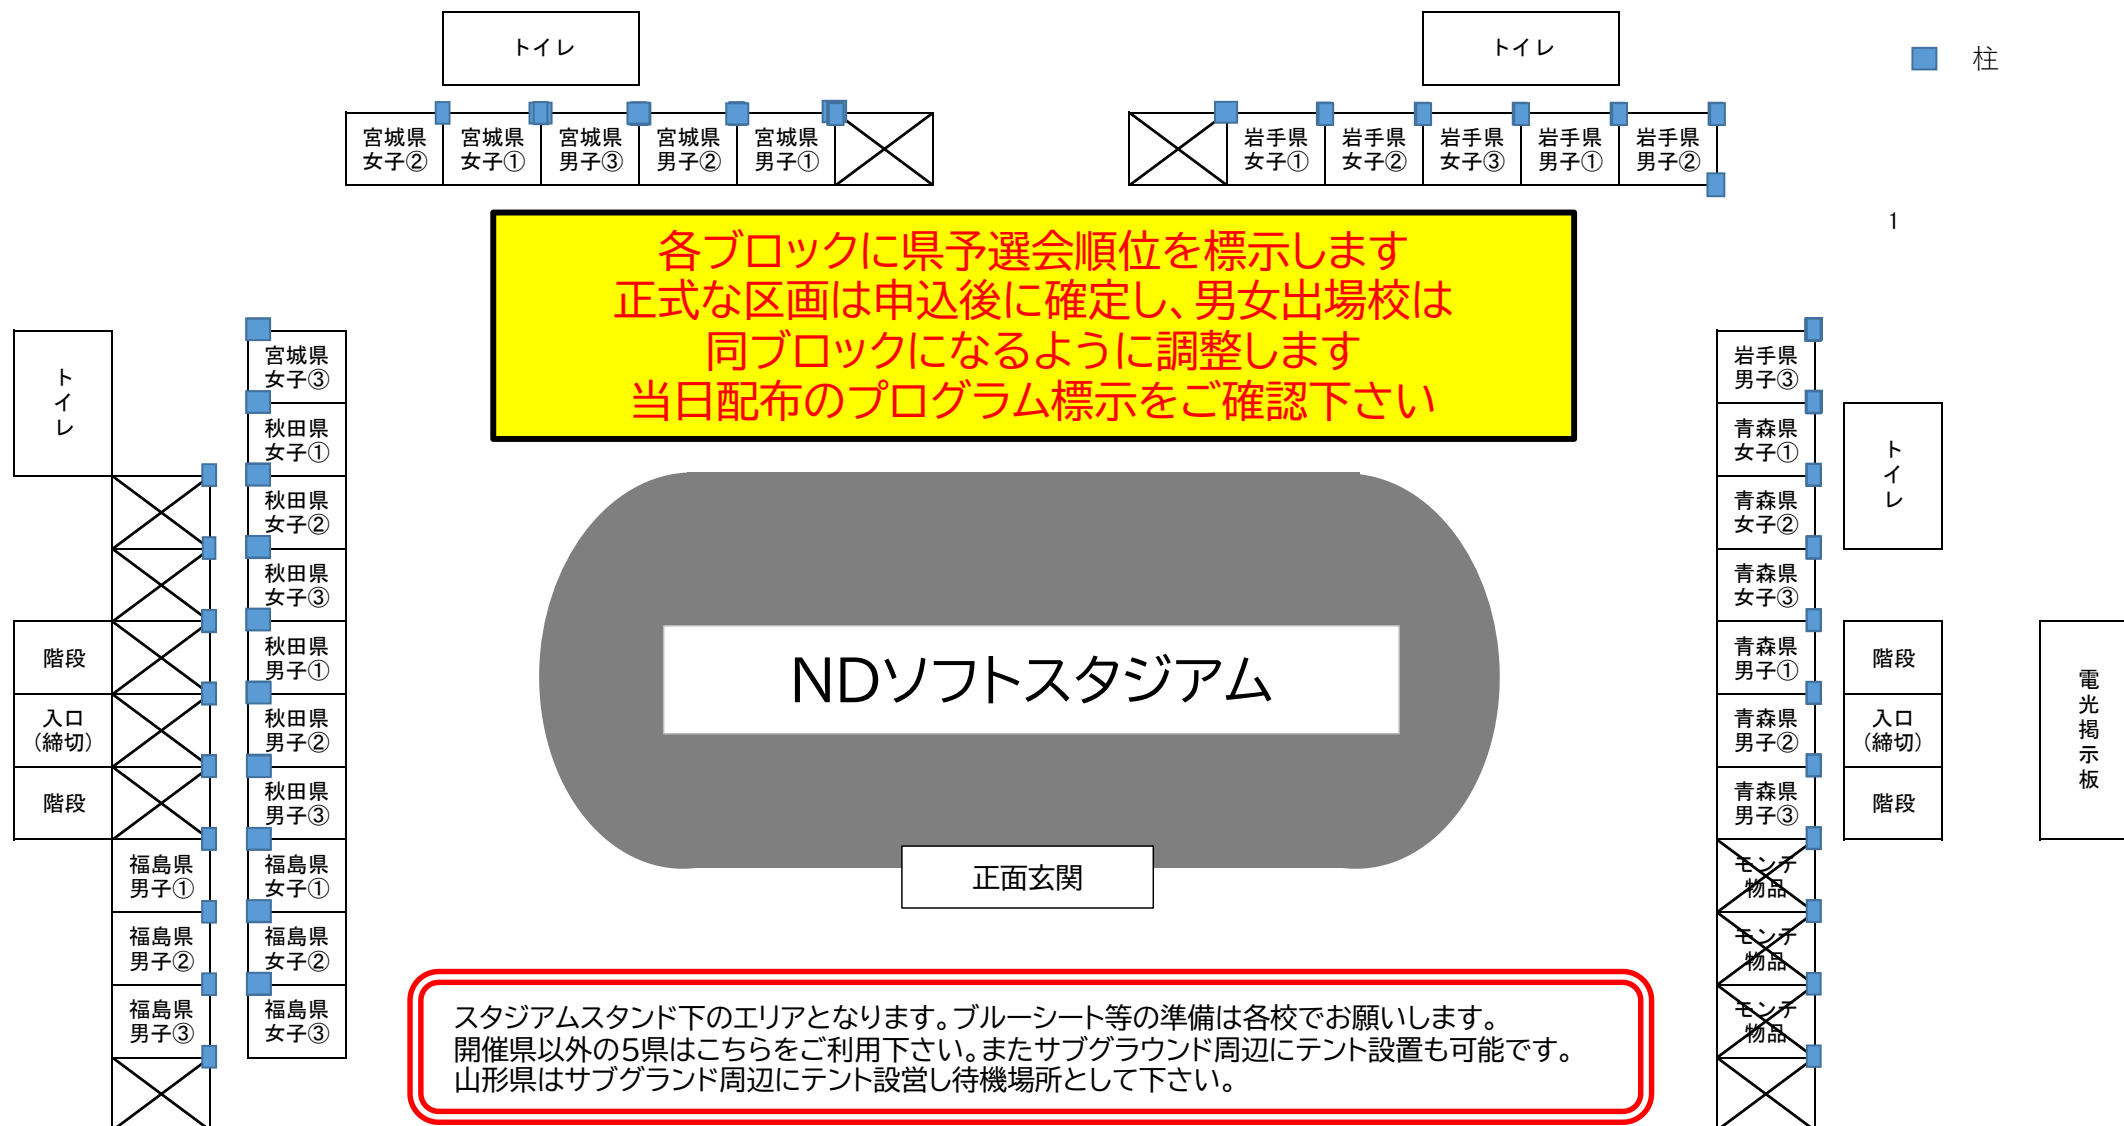 トイレ
トイレ
柱
宮城県
女子②
宮城県
女子①
宮城県
男子③
宮城県
男子②
宮城県
男子①
岩手県
女子①
岩手県
女子②
岩手県
女子③
岩手県
男子①
岩手県
男子②
1
各ブロックに県予選会順位を標示します
正式な区画は申込後に確定し、男女出場校は
同ブロックになるように調整します
当日配布のプログラム標示をご確認下さい
トイレ
宮城県
女子③
秋田県
女子①
秋田県
女子②
秋田県
女子③
秋田県
男子①
秋田県
男子②
秋田県
男子③
福島県
女子①
福島県
女子②
福島県
女子③
階段
入口
（締切）
階段
福島県
男子①
福島県
男子②
福島県
男子③
NDソフトスタジアム
正面玄関
岩手県
男子③
青森県
女子①
青森県
女子②
青森県
女子③
青森県
男子①
青森県
男子②
青森県
男子③
モンテ
物品
モンテ
物品
モンテ
物品
トイレ
階段
入口
（締切）
階段
電光掲示板
スタジアムスタンド下のエリアとなります。ブルーシート等の準備は各校でお願いします。
開催県以外の5県はこちらをご利用下さい。またサブグラウンド周辺にテント設置も可能です。
山形県はサブグランド周辺にテント設営し待機場所として下さい。